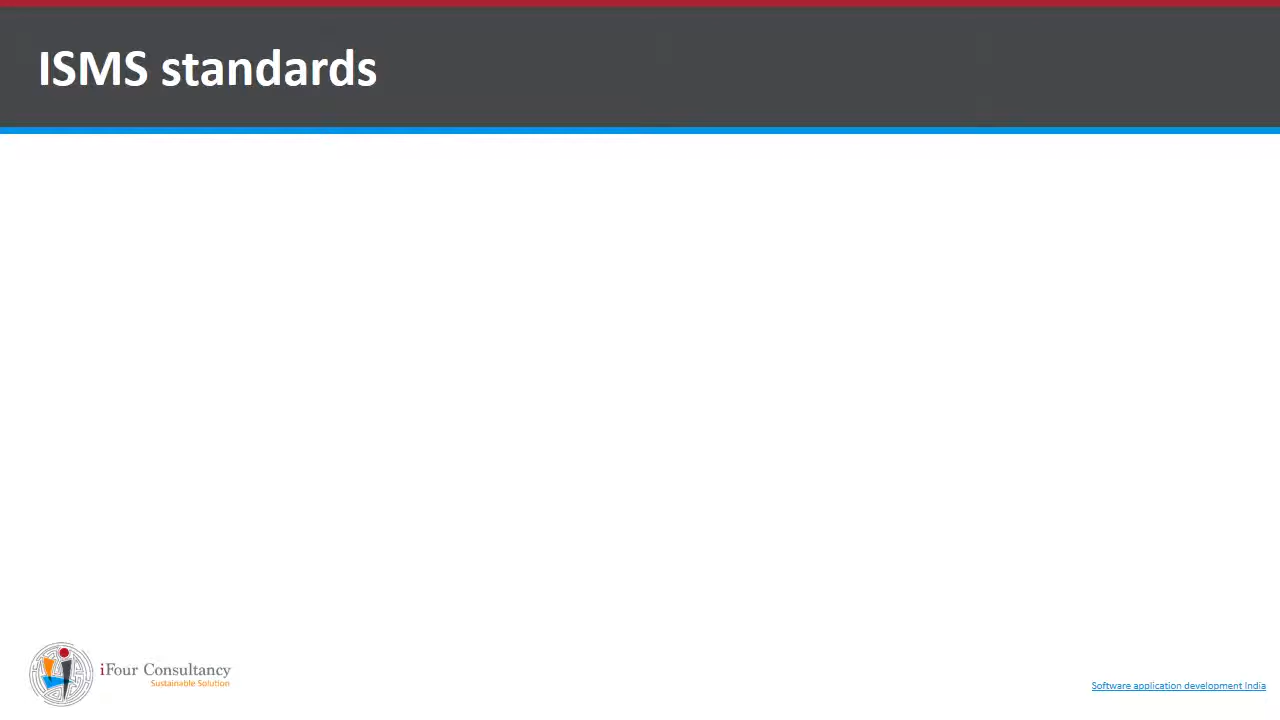 ISMS standards
iFour Consultancy
Sustainable Solution
Software application development India